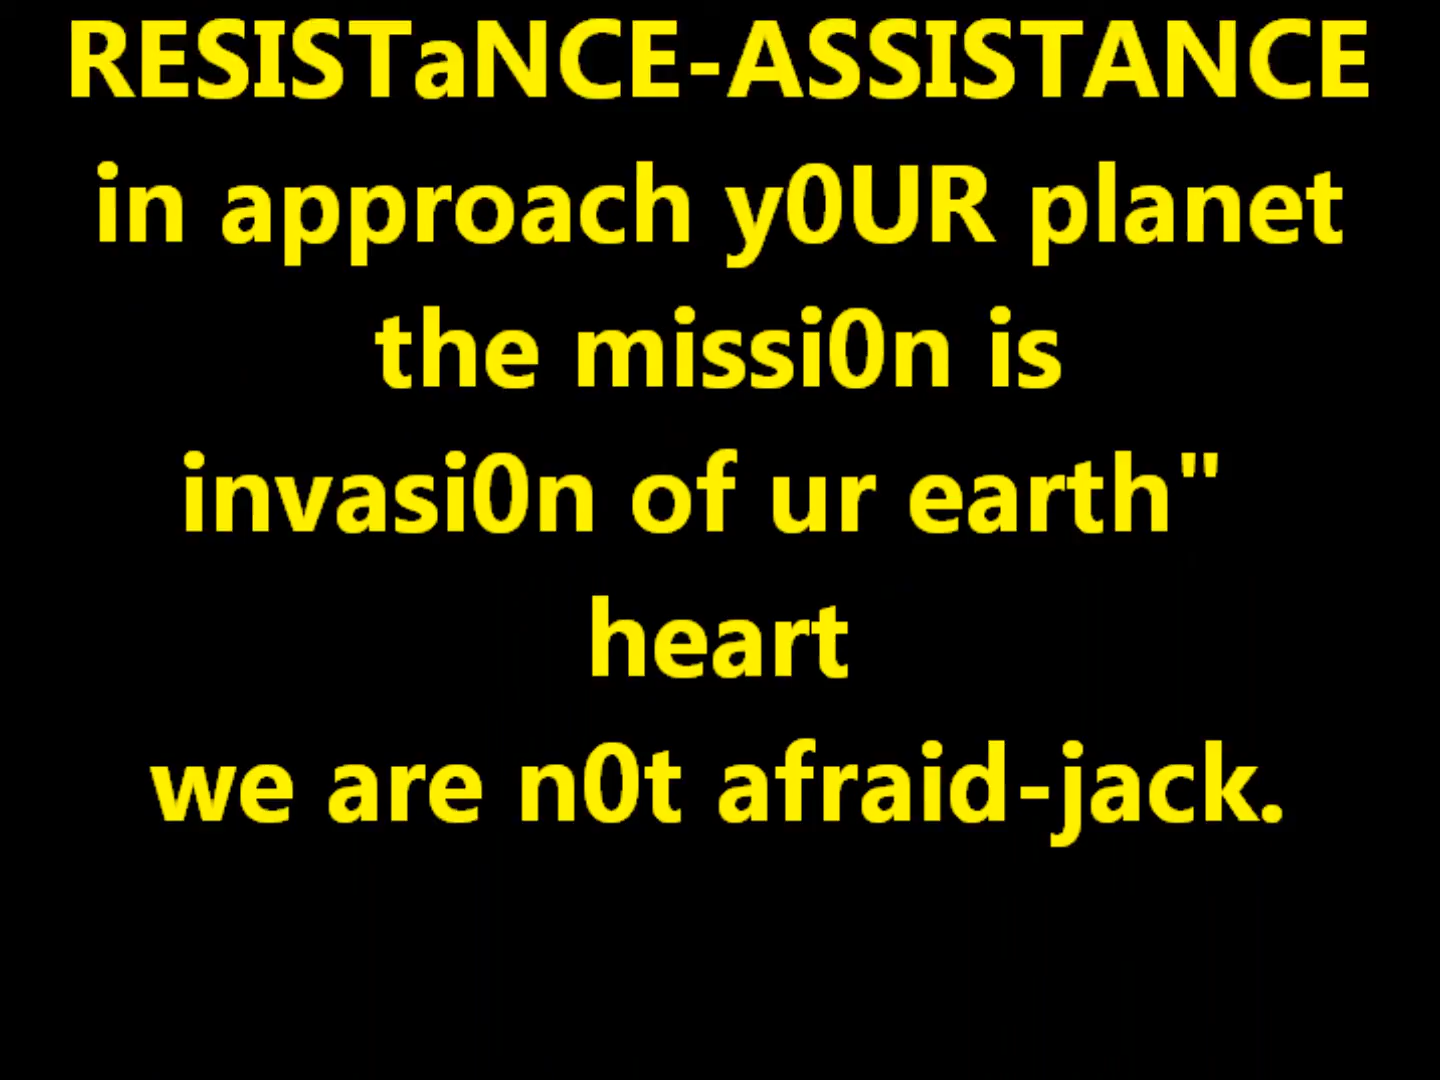 RESISTaNCE-ASSISTANCE
in approach y0UR planet
the missi0n is
invasi0n of ur earth"
heart
we are n0t afraid-jack.